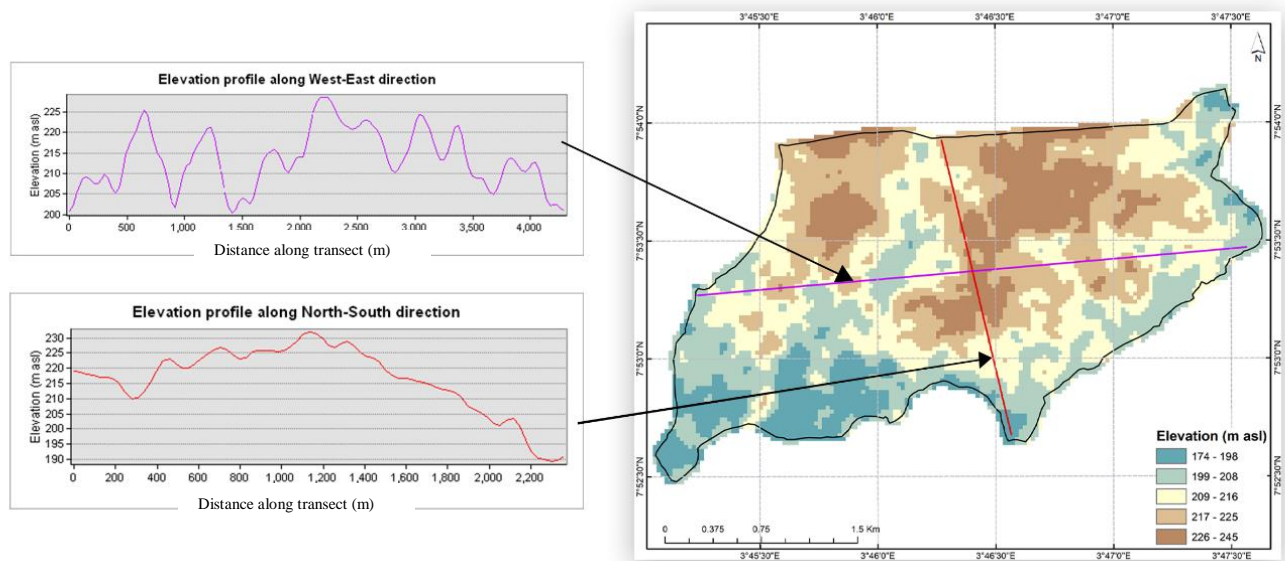 Elevation profile along West-East direction
Elevation (m asl)
225
220
215
210
205
200
0 500 1,000 1,500 2,000 2,500 3,000 3,500 4,000
Distance along transect (m)
Elevation profile along North-South direction
Elevation (m asl)
230
225
220
215
210
205
200
195
190
0 200 400 600 800 1,000 1,200 1,400 1,600 1,800 2,000 2,200
Distance along transect (m)
3°45'30"E 3°46'0"E 3°46'30"E 3°47'0"E 3°47'30"E
N
7°54'0"N 7°54'0"N
7°53'30"N 7°53'30"N
7°53'0"N 7°53'0"N
7°52'30"N 7°52'30"N
Elevation (m asl)
174 - 198
199 - 208
209 - 216
217 - 225
226 - 245
0 0.375 0.75 1.5 Km
3°45'30"E 3°46'0"E 3°46'30"E 3°47'0"E 3°47'30"E